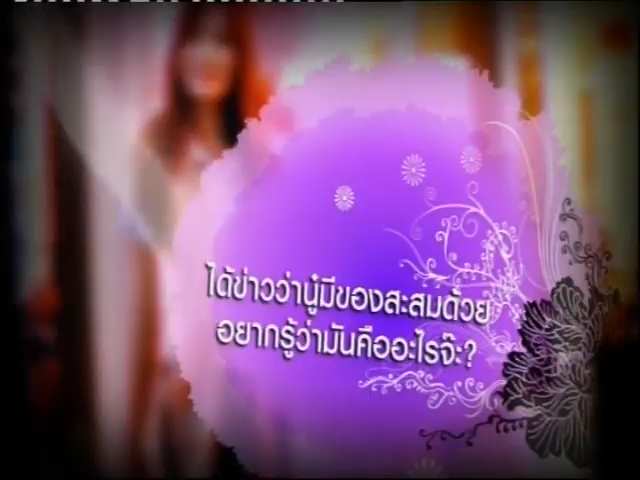 ได้ข่าวว่านู๋มีของสะสมด้วย
อยากรู้ว่ามันคืออะไรจ๊ะ?